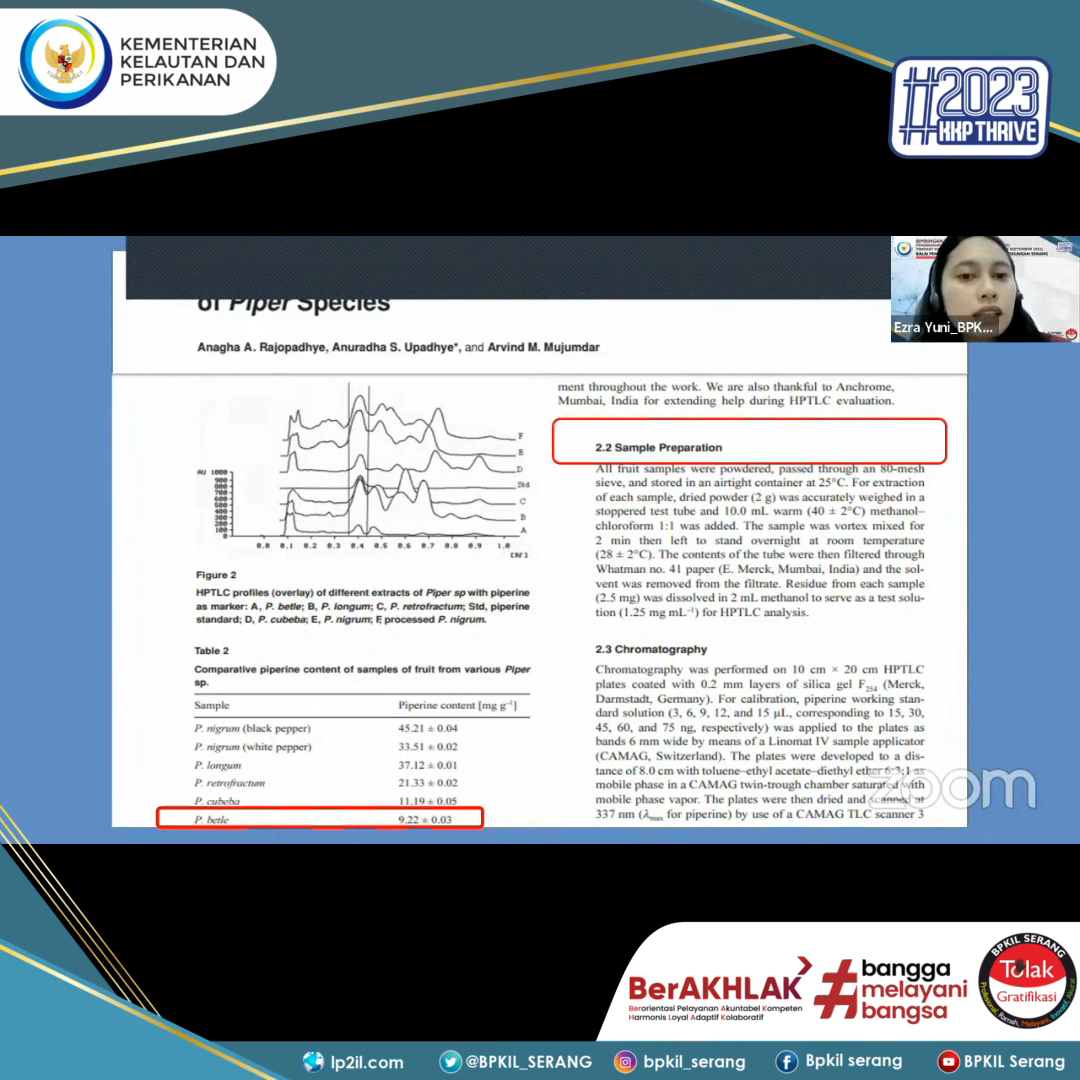 KEMENTERIAN
KELAUTAN DAN
PERIKANAN
#2023
KKP THRIVE
of Piper Species
Anagha A. Rajopadhye, Anuradha S. Upadhye*, and Arvind M. Mujumdar
Ezra Yuni_BPK...
F
E
D
Std
C
B
A
AU 1000
900
800
700
600
500
400
300
200
100
0
0.0 0.1 0.2 0.3 0.4 0.5 0.6 0.7 0.8 0.9 1.0
Figure 2
HPTLC profiles (overlay) of different extracts of Piper sp with piperine
as marker: A, P. betle; B, P. longum; C, P. retrofractum; Std, piperine
standard; D, P. cubeba; E, P. nigrum; F, processed P. nigrum.
Table 2
Comparative piperine content of samples of fruit from various Piper
sp.
Sample Piperine content [mg g⁻¹]
P. nigrum (black pepper) 45.21 ± 0.04
P. nigrum (white pepper) 33.51 ± 0.02
P. longum 37.12 ± 0.01
P. retrofractum 21.33 ± 0.02
P. cubeba 11.19 ± 0.05
P. betle 9.22 ± 0.03
ment throughout the work. We are also thankful to Anchrome,
Mumbai, India for extending help during HPTLC evaluation.
2.2 Sample Preparation
All fruit samples were powdered, passed through an 80-mesh
sieve, and stored in an airtight container at 25°C. For extraction
of each sample, dried powder (2 g) was accurately weighed in a
stoppered test tube and 10.0 mL warm (40 ± 2°C) methanol–
chloroform 1:1 was added. The sample was vortex mixed for
2 min then left to stand overnight at room temperature
(28 ± 2°C). The contents of the tube were then filtered through
Whatman no. 41 paper (E. Merck, Mumbai, India) and the sol-
vent was removed from the filtrate. Residue from each sample
(2.5 mg) was dissolved in 2 mL methanol to serve as a test solu-
tion (1.25 mg mL⁻¹) for HPTLC analysis.
2.3 Chromatography
Chromatography was performed on 10 cm × 20 cm HPTLC
plates coated with 0.2 mm layers of silica gel F254 (Merck,
Darmstadt, Germany). For calibration, piperine working stan-
dard solution (3, 6, 9, 12, and 15 µL, corresponding to 15, 30,
45, 60, and 75 ng, respectively) was applied to the plates as
bands 6 mm wide by means of a Linomat IV sample applicator
(CAMAG, Switzerland). The plates were developed to a dis-
tance of 8.0 cm with toluene–ethyl acetate–diethyl ether 6:3:1 as
mobile phase in a CAMAG twin-trough chamber saturated with
mobile phase vapor. The plates were then dried and scanned at
337 nm (λmax for piperine) by use of a CAMAG TLC scanner 3
zoom
BerAKHLAK
Berorientasi Pelayanan Akuntabel Kompeten
Harmonis Loyal Adaptif Kolaboratif
#bangga
melayani
bangsa
BPKIL SERANG
Tolak
Gratifikasi
Profesional, Ramah, Melayani, Inovatif, Akurat
lp2il.com
@BPKIL_SERANG
bpkil_serang
Bpkil serang
BPKIL Serang